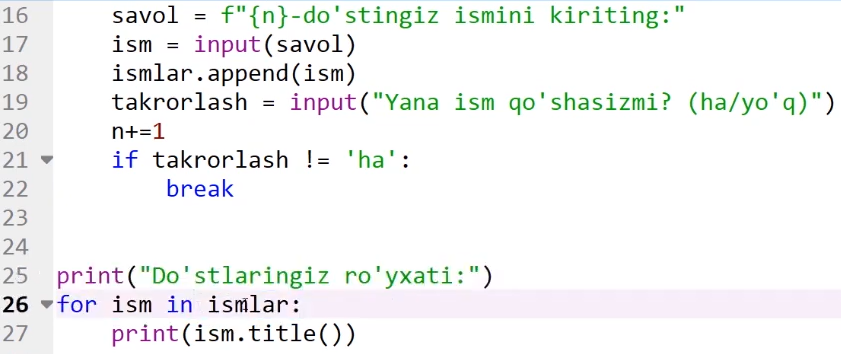 16 savol = f"{n}-do'stingiz ismini kiriting:"
17 ism = input(savol)
18 ismlar.append(ism)
19 takrorlash = input("Yana ism qo'shasizmi? (ha/yo'q)")
20 n+=1
21 if takrorlash != 'ha':
22 break
23
24
25 print("Do'stlaringiz ro'yxati:")
26 for ism in ismlar:
27 print(ism.title())